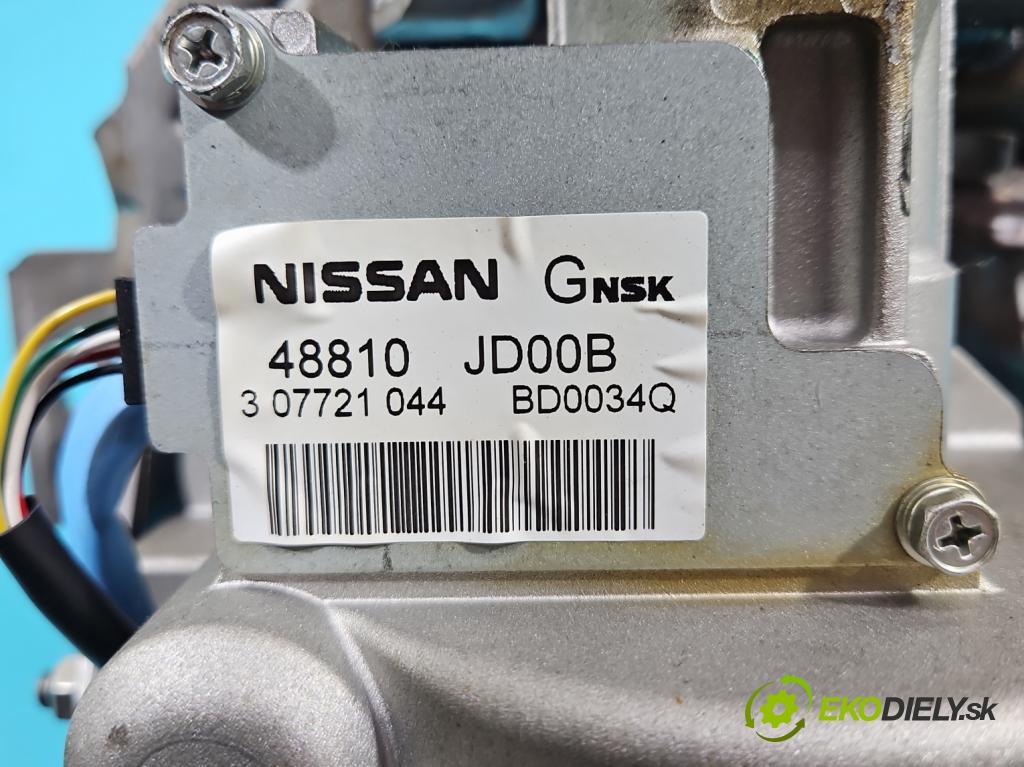 NISSAN GNSK
48810 JD00B
3 07721 044 BD0034Q
EKODIELY.sk